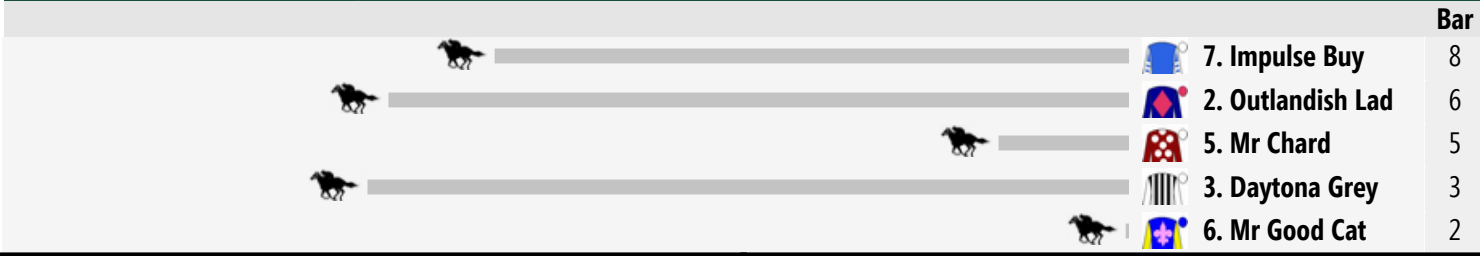 Bar
7. Impulse Buy 8
2. Outlandish Lad 6
5. Mr Chard 5
3. Daytona Grey 3
6. Mr Good Cat 2